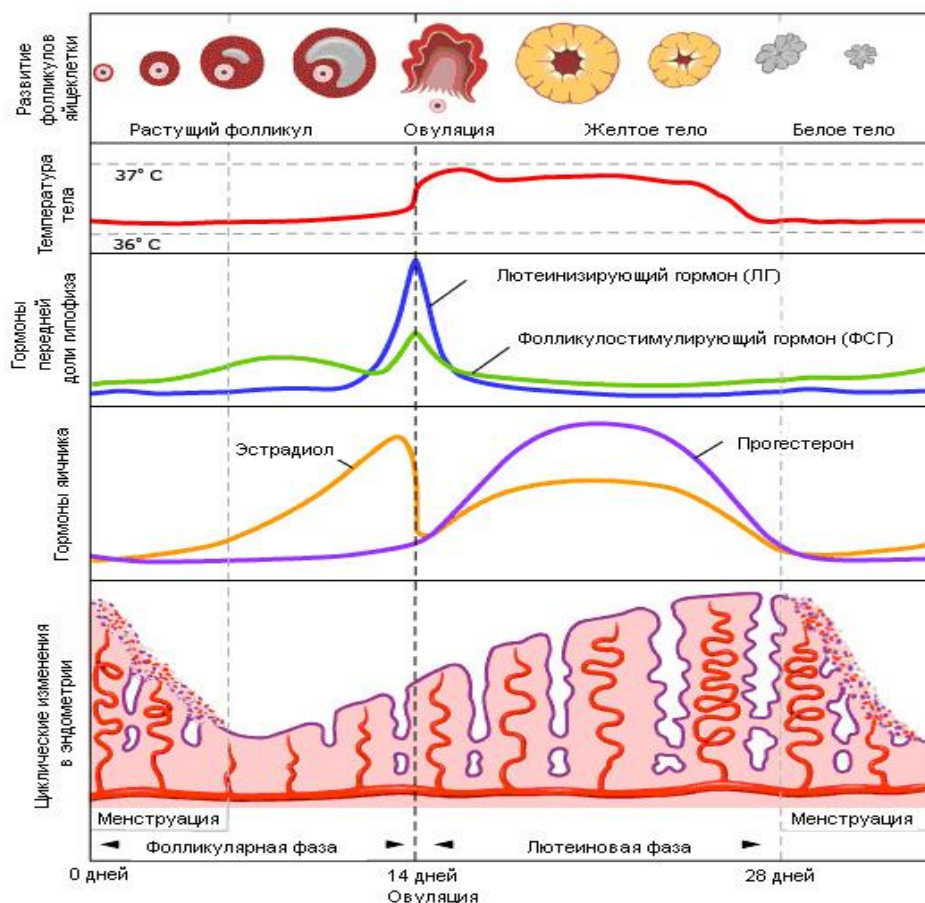 Развитие
фолликулов
яйцеклетки
Растущий фолликул
Овуляция
Желтое тело
Белое тело
Температура
тела
37° C
36° C
Гормоны
передней
доли гипофиза
Лютеинизирующий гормон (ЛГ)
Фолликулостимулирующий гормон (ФСГ)
Гормоны яичника
Эстрадиол
Прогестерон
Циклические изменения
в эндометрии
Менструация
Менструация
Фолликулярная фаза
Лютеиновая фаза
0 дней
14 дней
28 дней
Овуляция